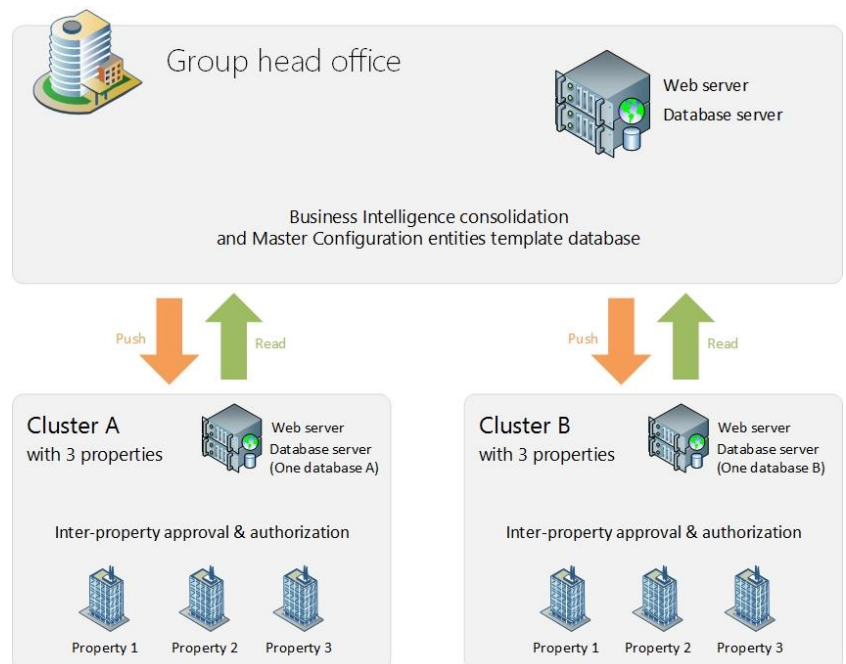 Group head office
Web server
Database server
Business Intelligence consolidation
and Master Configuration entities template database
Push
Read
Push
Read
Cluster A
with 3 properties
Web server
Database server
(One database A)
Inter-property approval & authorization
Property 1
Property 2
Property 3
Cluster B
with 3 properties
Web server
Database server
(One database B)
Inter-property approval & authorization
Property 1
Property 2
Property 3